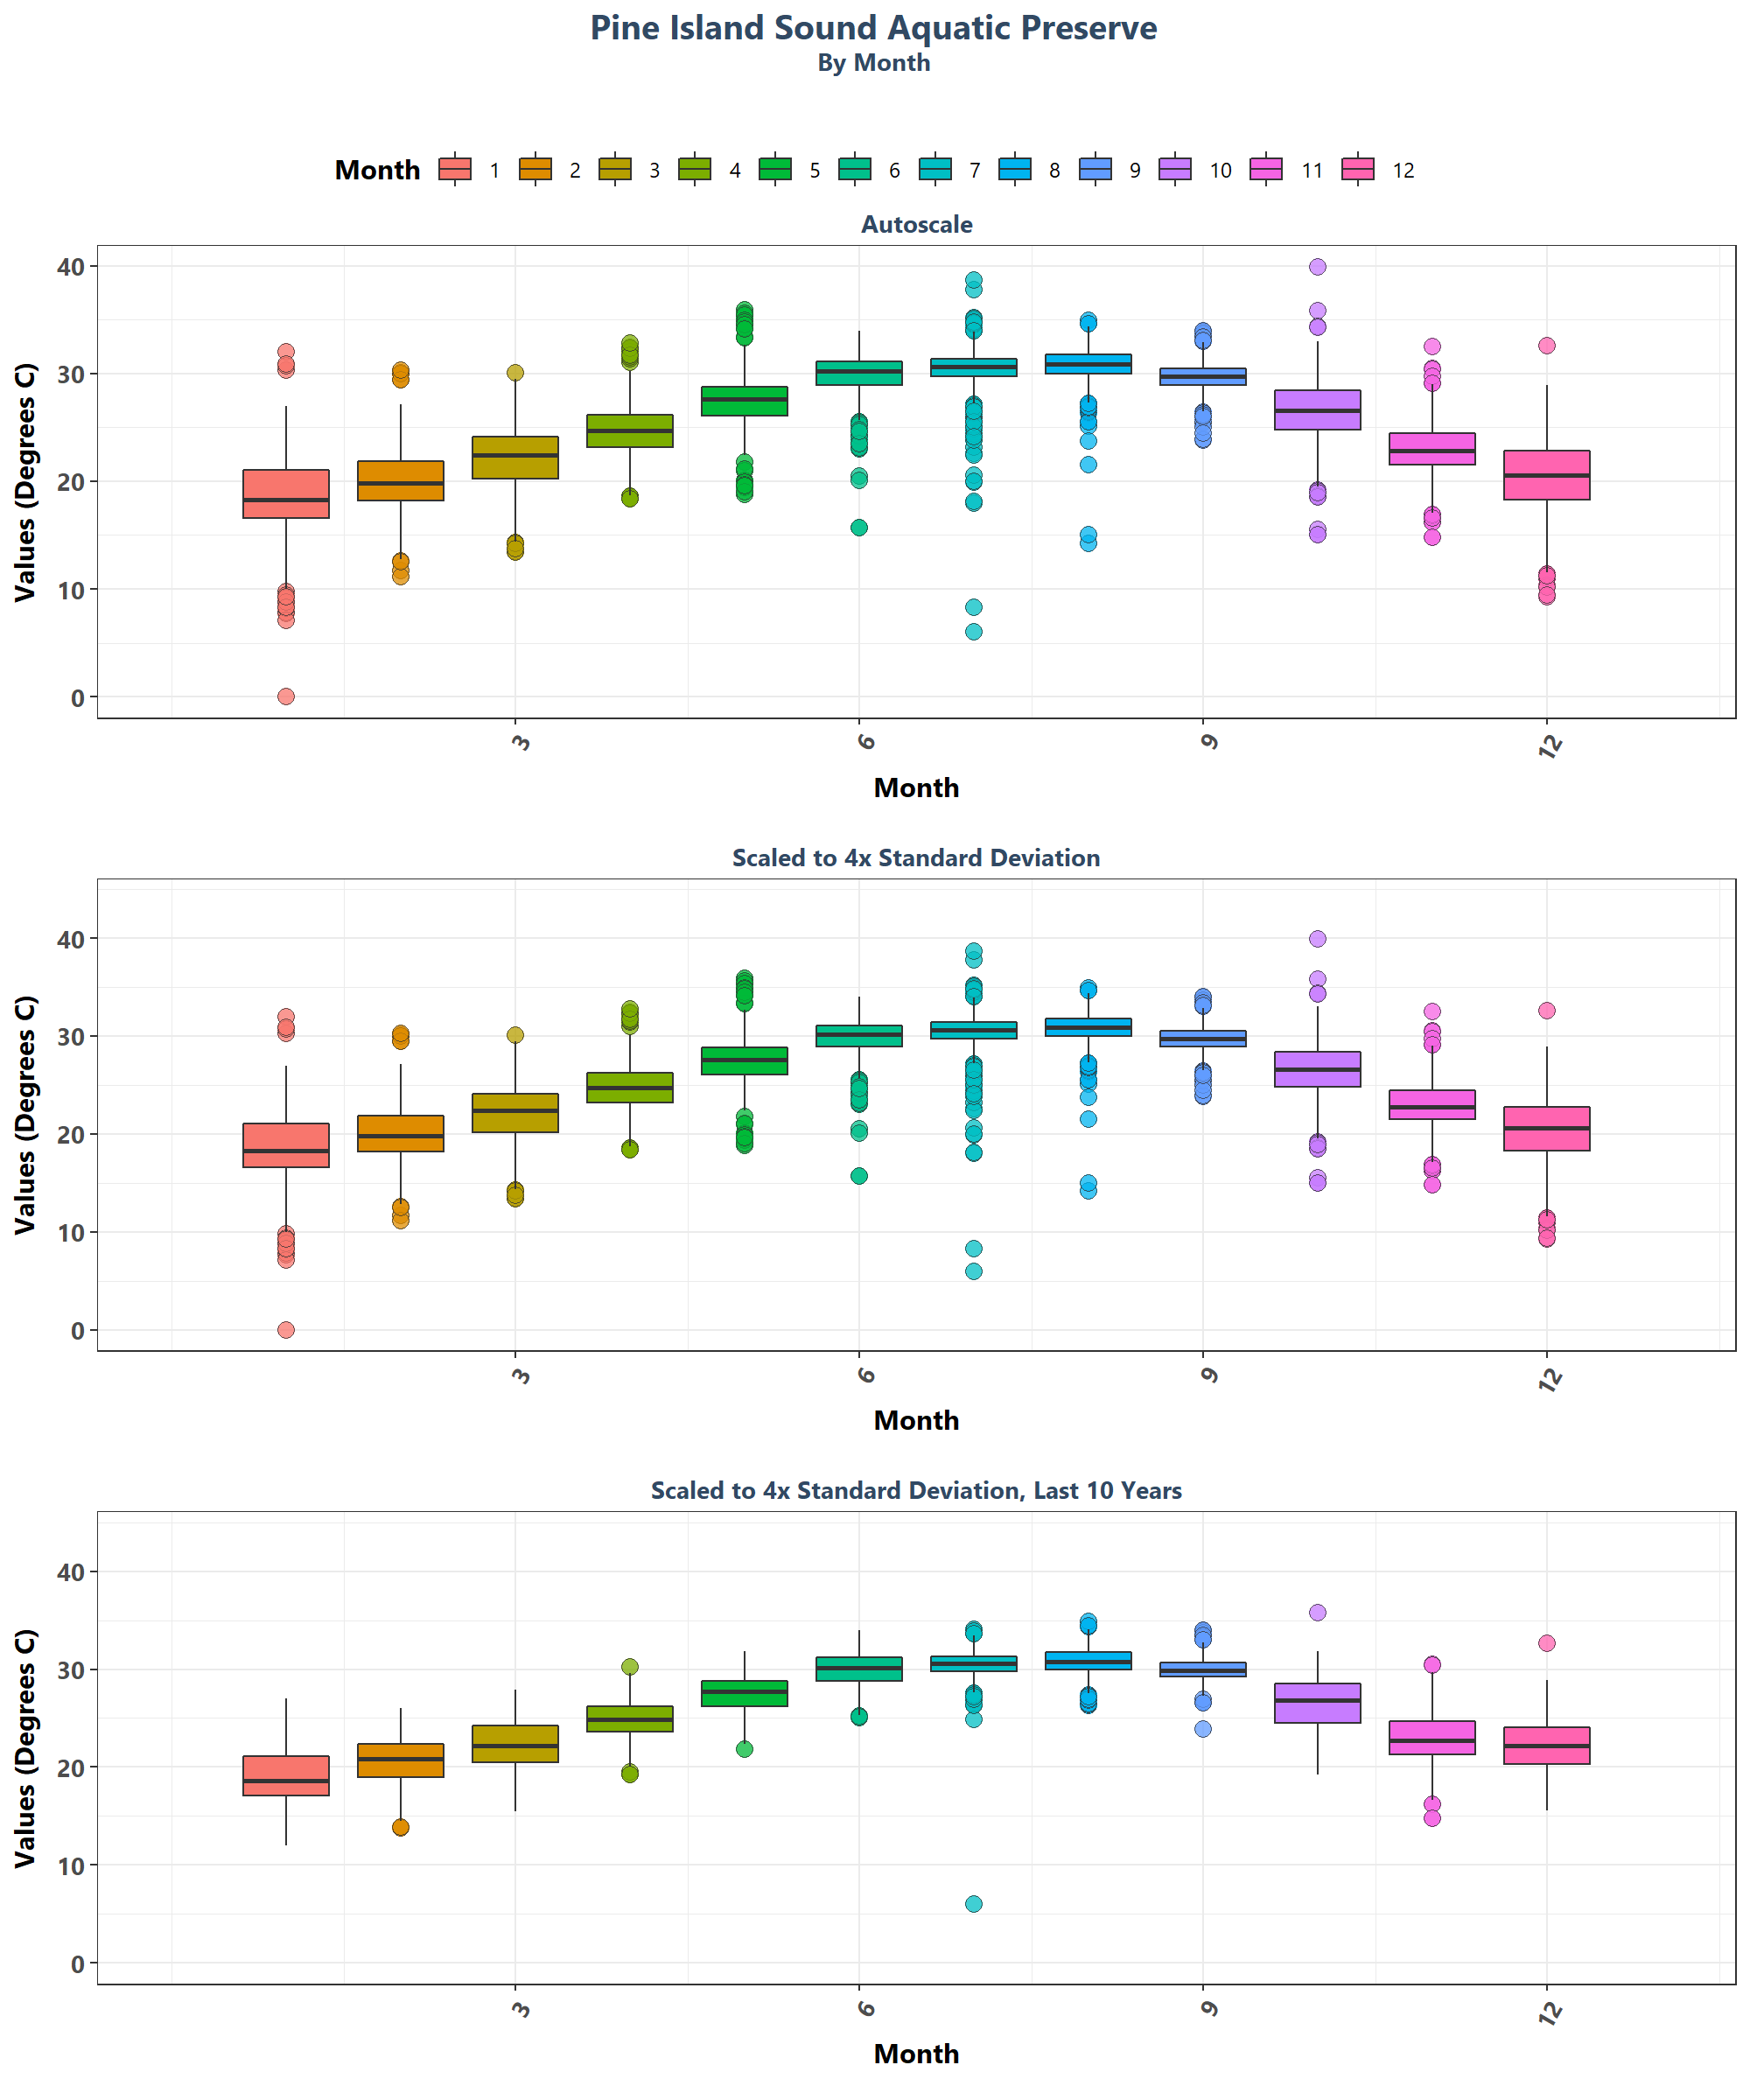 Pine Island Sound Aquatic Preserve
By Month
Month 1 2 3 4 5 6 7 8 9 10 11 12
Autoscale
Values (Degrees C)
40
30
20
10
0
3 6 9 12
Month
Scaled to 4x Standard Deviation
Values (Degrees C)
40
30
20
10
0
3 6 9 12
Month
Scaled to 4x Standard Deviation, Last 10 Years
Values (Degrees C)
40
30
20
10
0
3 6 9 12
Month